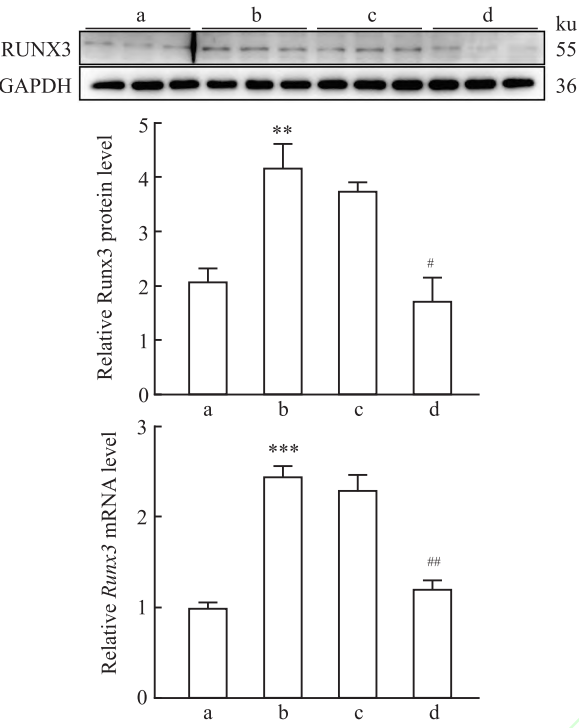 a b c d ku
RUNX3 55
GAPDH 36
Relative Runx3 protein level
5
**
4
3
#
2
1
0
a b c d
Relative Runx3 mRNA level
3
***
2
##
1
0
a b c d